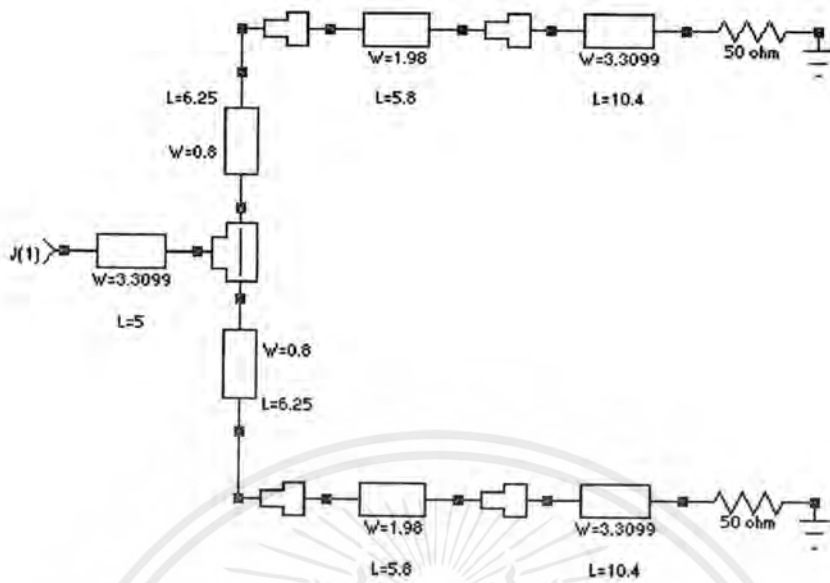 W=1.98
W=3.3099
50 ohm
L=6.25
L=5.8
L=10.4
W=0.8
J(1)
W=3.3099
L=5
W=0.8
L=6.25
W=1.98
W=3.3099
50 ohm
L=5.8
L=10.4